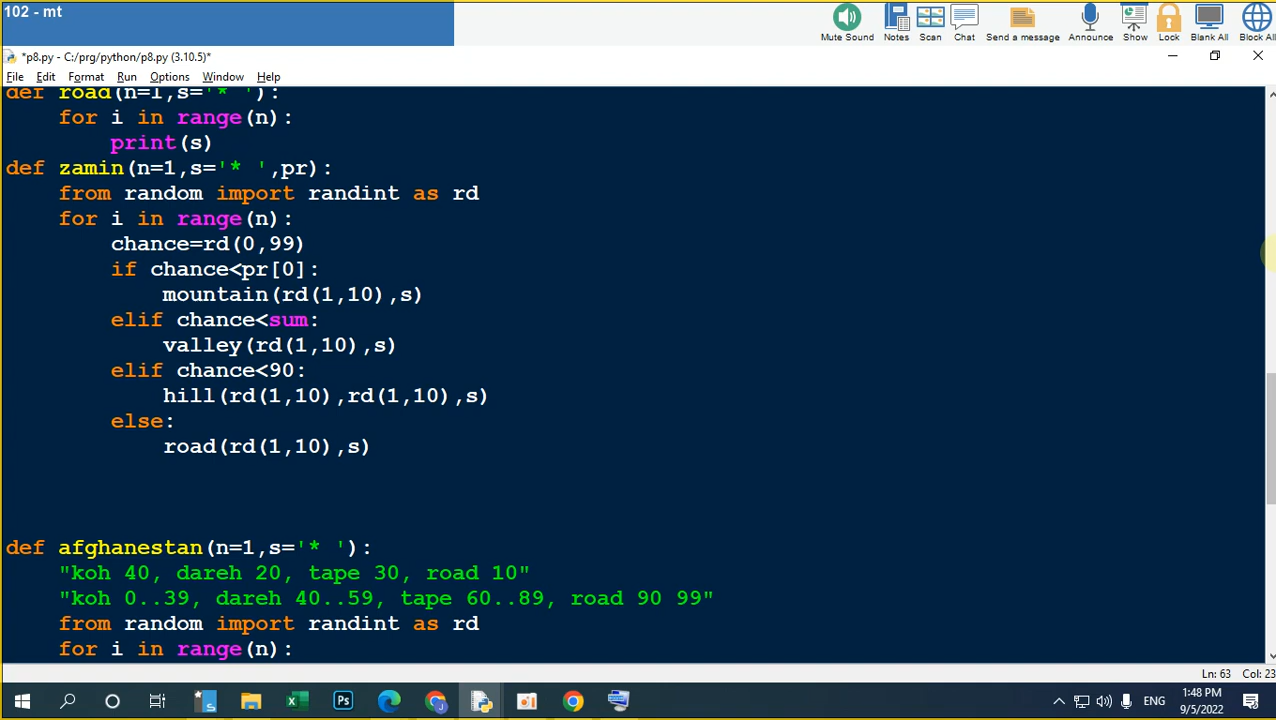 102 - mt
Mute Sound Notes Scan Chat Send a message Announce Show Lock Blank All Block All
*p8.py - C:/prg/python/p8.py (3.10.5)*
File Edit Format Run Options Window Help
def road(n=1,s='* '):
    for i in range(n):
        print(s)
def zamin(n=1,s='* ',pr):
    from random import randint as rd
    for i in range(n):
        chance=rd(0,99)
        if chance<pr[0]:
            mountain(rd(1,10),s)
        elif chance<sum:
            valley(rd(1,10),s)
        elif chance<90:
            hill(rd(1,10),rd(1,10),s)
        else:
            road(rd(1,10),s)
def afghanestan(n=1,s='* '):
    "koh 40, dareh 20, tape 30, road 10"
    "koh 0..39, dareh 40..59, tape 60..89, road 90 99"
    from random import randint as rd
    for i in range(n):
Ln: 63 Col: 23
ENG
1:48 PM
9/5/2022